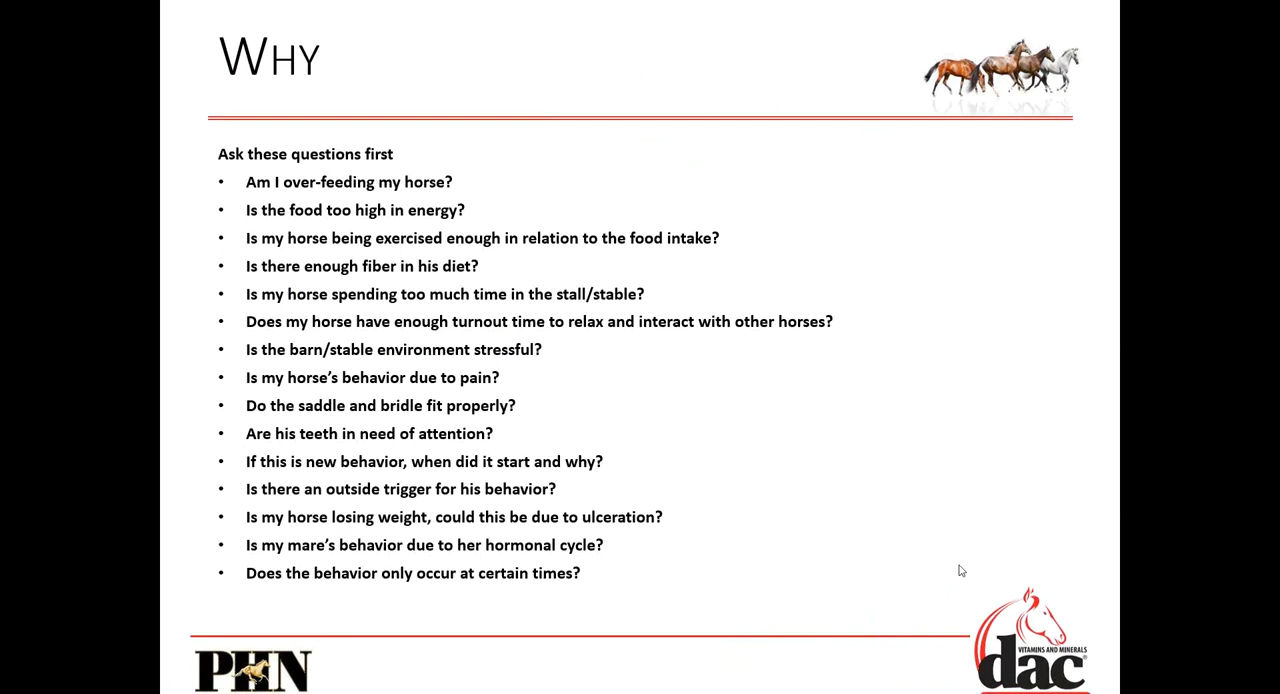 WHY
Ask these questions first
• Am I over-feeding my horse?
• Is the food too high in energy?
• Is my horse being exercised enough in relation to the food intake?
• Is there enough fiber in his diet?
• Is my horse spending too much time in the stall/stable?
• Does my horse have enough turnout time to relax and interact with other horses?
• Is the barn/stable environment stressful?
• Is my horse’s behavior due to pain?
• Do the saddle and bridle fit properly?
• Are his teeth in need of attention?
• If this is new behavior, when did it start and why?
• Is there an outside trigger for his behavior?
• Is my horse losing weight, could this be due to ulceration?
• Is my mare’s behavior due to her hormonal cycle?
• Does the behavior only occur at certain times?
PHN
VITAMINS AND MINERALS
dac®